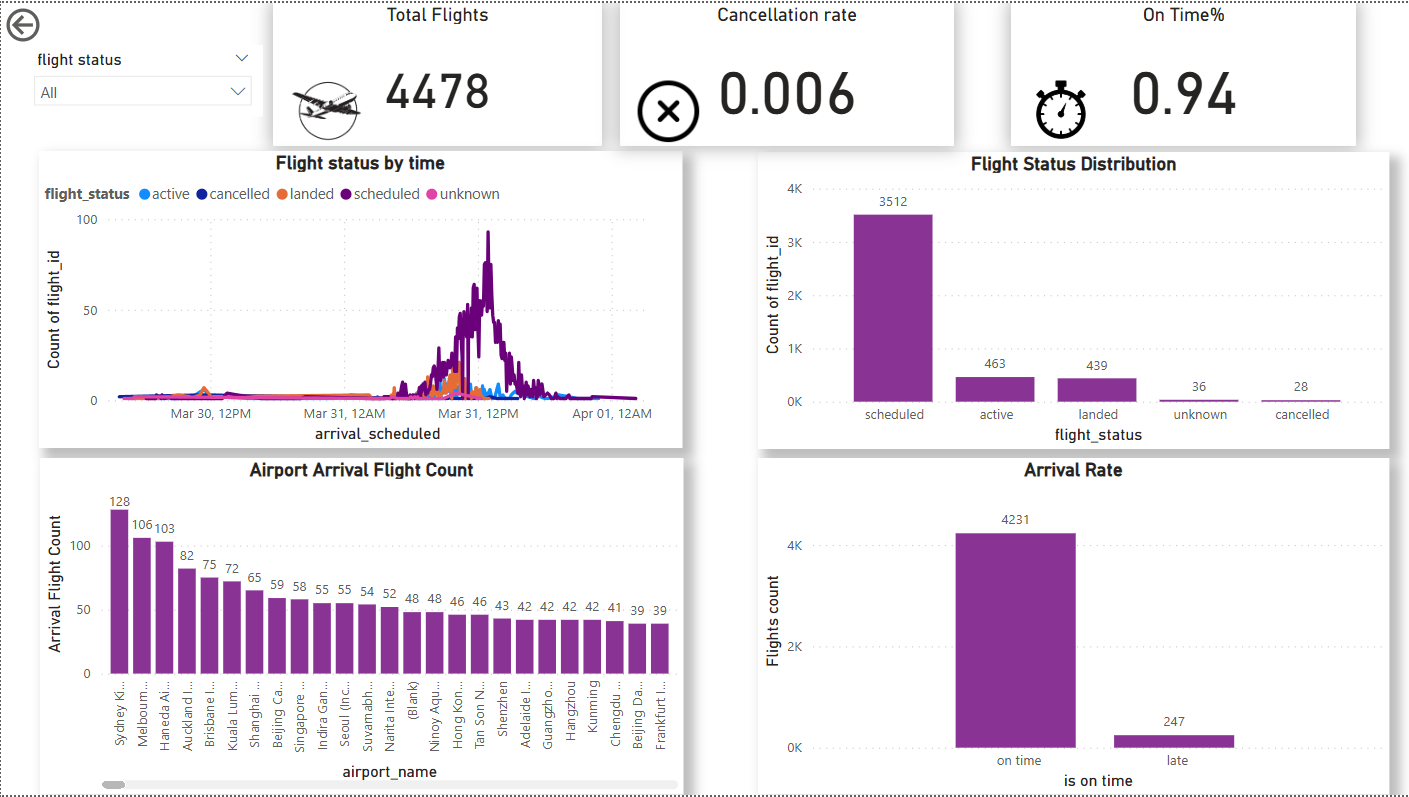 flight status
All
Total Flights
4478
Cancellation rate
0.006
On Time%
0.94
Flight status by time
flight_status active cancelled landed scheduled unknown
100
50
0
Count of flight_id
Mar 30, 12PM Mar 31, 12AM Mar 31, 12PM Apr 01, 12AM
arrival_scheduled
Flight Status Distribution
4K
3K
2K
1K
0K
Count of flight_id
3512 463 439 36 28
scheduled active landed unknown cancelled
flight_status
Airport Arrival Flight Count
100
50
0
Arrival Flight Count
128 106 103 82 75 72 65 59 58 55 55 54 52 48 48 46 46 43 42 42 42 42 41 39 39
Sydney Ki...
Melbourn...
Haneda Ai...
Auckland I...
Brisbane I...
Kuala Lum...
Shanghai ...
Beijing Ca...
Singapore ...
Indira Gan...
Seoul (Inc...
Suvarnabh...
Narita Inte...
(Blank)
Ninoy Aqu...
Hong Kon...
Tan Son N...
Shenzhen
Adelaide I...
Guangzho...
Hangzhou
Kunming
Chengdu ...
Beijing Da...
Frankfurt I...
airport_name
Arrival Rate
4K
2K
0K
Flights count
4231
247
on time late
is on time